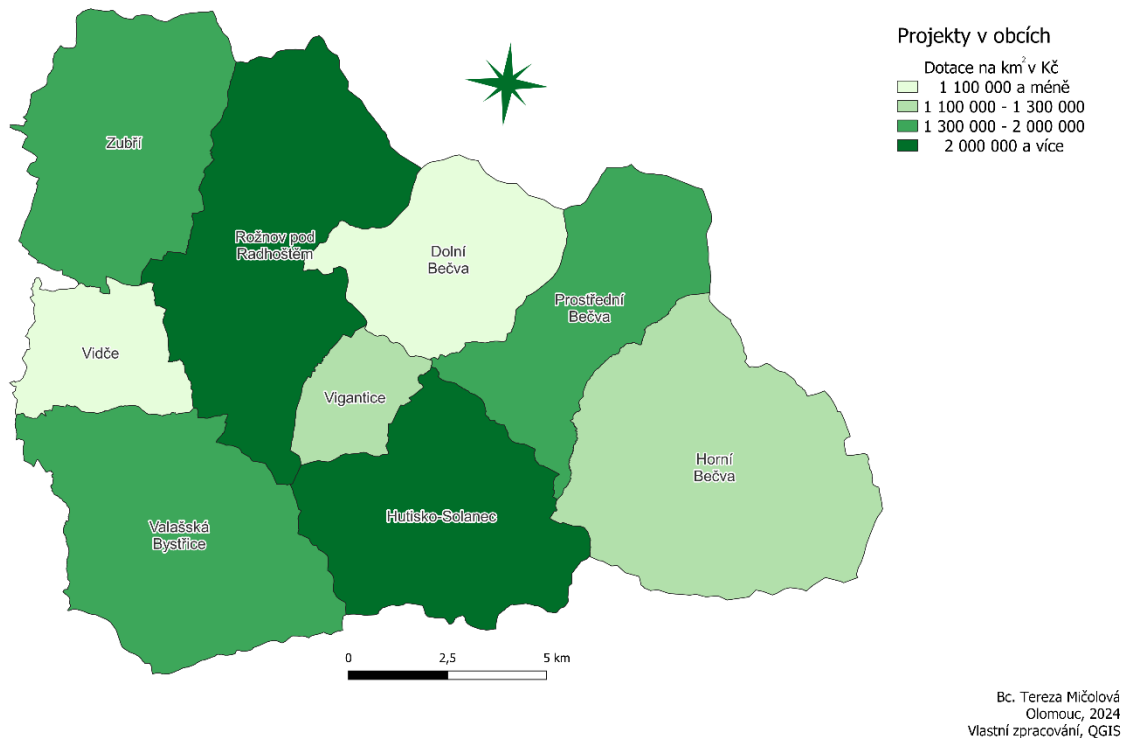 Projekty v obcích
Dotace na km² v Kč
1 100 000 a méně
1 100 000 - 1 300 000
1 300 000 - 2 000 000
2 000 000 a více
Zubří
Rožnov pod
Radhoštěm
Dolní
Bečva
Prostřední
Bečva
Vidče
Vigantice
Horní
Bečva
Hutisko-Solanec
Valašská
Bystřice
0 2,5 5 km
Bc. Tereza Mičolová
Olomouc, 2024
Vlastní zpracování, QGIS